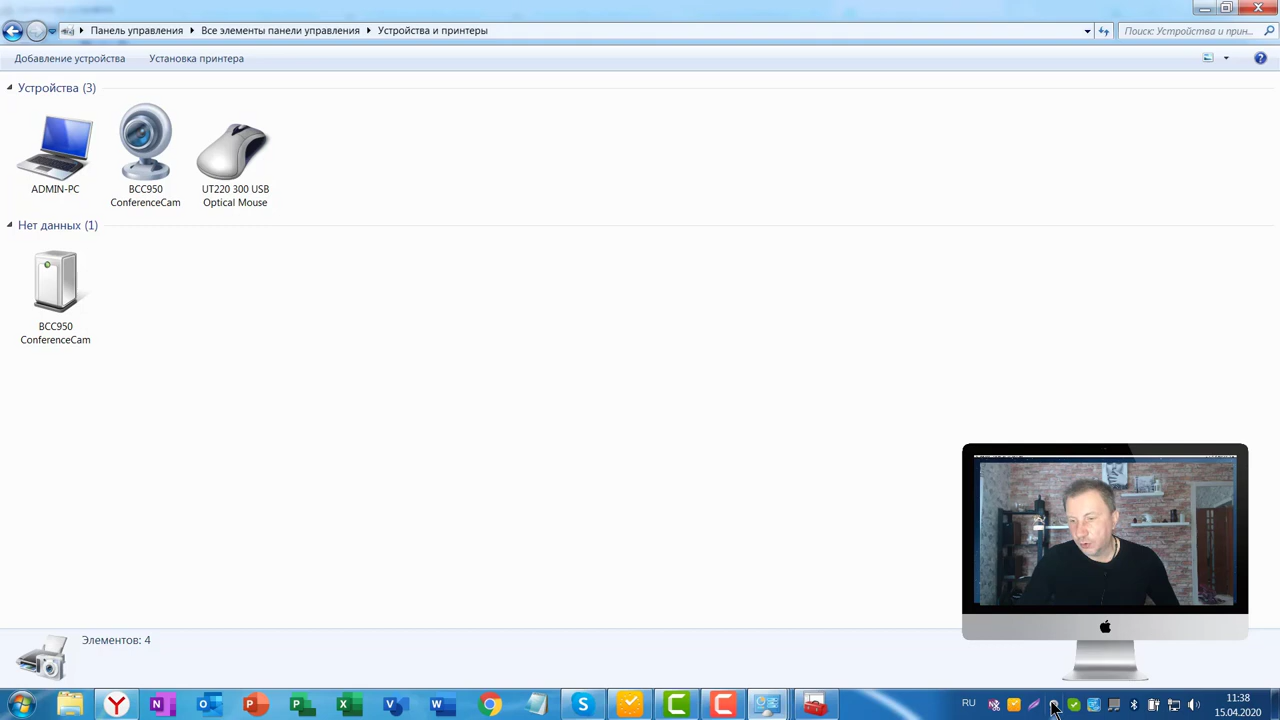 Панель управления Все элементы панели управления Устройства и принтеры
Поиск: Устройства и прин...
Добавление устройства Установка принтера
Устройства (3)
ADMIN-PC
BCC950 ConferenceCam
UT220 300 USB Optical Mouse
Нет данных (1)
BCC950 ConferenceCam
Элементов: 4
RU
11:38
15.04.2020